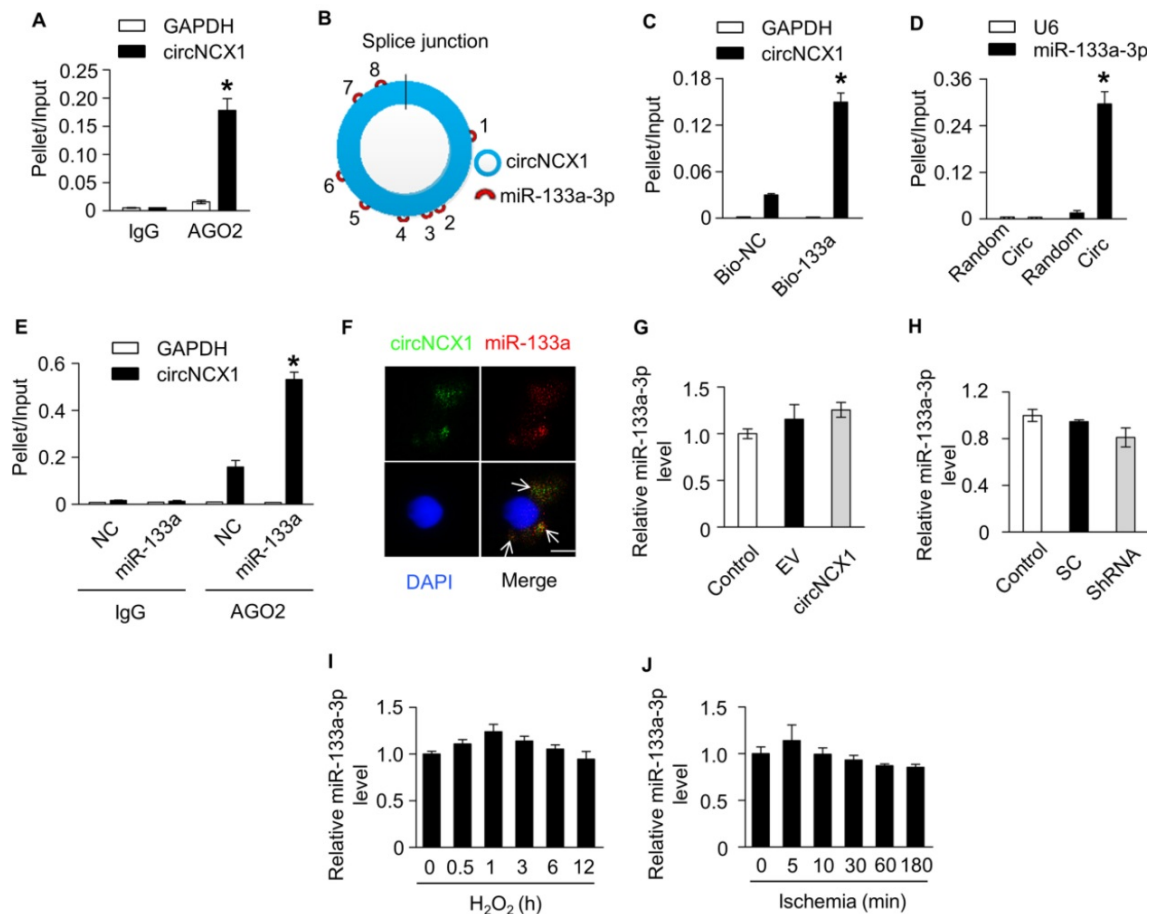 A
GAPDH
circNCX1
Pellet/Input
0.25
0.20
0.15
0.10
0.05
0
*
IgG
AGO2
B
Splice junction
8
7
6
5
4
3
2
1
circNCX1
miR-133a-3p
C
GAPDH
circNCX1
Pellet/Input
0.18
0.12
0.06
0
*
Bio-NC
Bio-133a
D
U6
miR-133a-3p
Pellet/Input
0.36
0.24
0.12
0
*
Random
Circ
Random
Circ
E
GAPDH
circNCX1
Pellet/Input
0.6
0.4
0.2
0
*
NC
miR-133a
NC
miR-133a
IgG
AGO2
F
circNCX1 miR-133a
DAPI
Merge
G
Relative miR-133a-3p
level
1.5
1.0
0.5
0
Control
EV
circNCX1
H
Relative miR-133a-3p
level
1.2
0.8
0.4
0
Control
SC
ShRNA
I
Relative miR-133a-3p
level
1.5
1.0
0.5
0
0 0.5 1 3 6 12
H₂O₂ (h)
J
Relative miR-133a-3p
level
1.5
1.0
0.5
0
0 5 10 30 60 180
Ischemia (min)